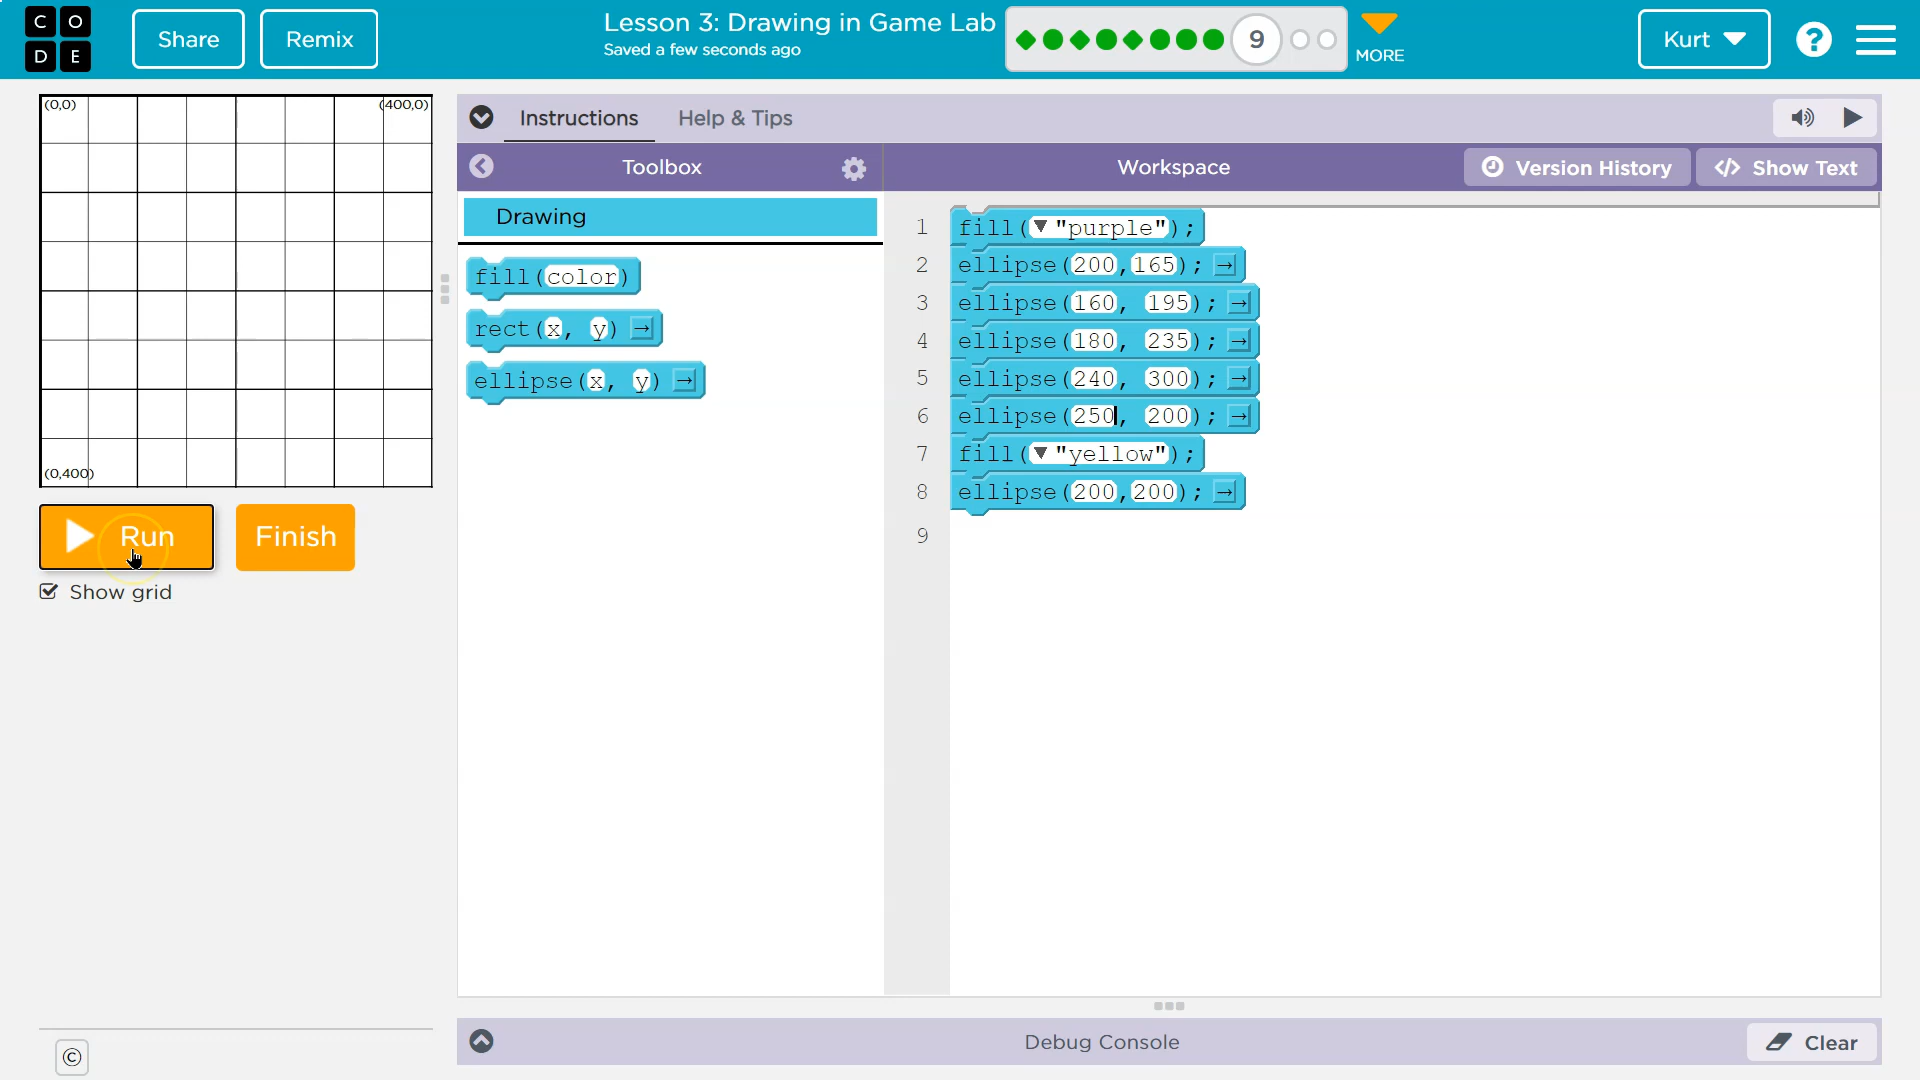 CODE
Share
Remix
Lesson 3: Drawing in Game Lab
Saved a few seconds ago
9
MORE
Kurt
?
(0,0)
(400,0)
(0,400)
Run
Finish
Show grid
©
Instructions
Help & Tips
Toolbox
Workspace
Version History
</> Show Text
Drawing
fill(color)
rect(x, y) →
ellipse(x, y) →
1 fill(▼ "purple");
2 ellipse(200,165); →
3 ellipse(160, 195); →
4 ellipse(180, 235); →
5 ellipse(240, 300); →
6 ellipse(250, 200); →
7 fill(▼ "yellow");
8 ellipse(200,200); →
9
Debug Console
Clear